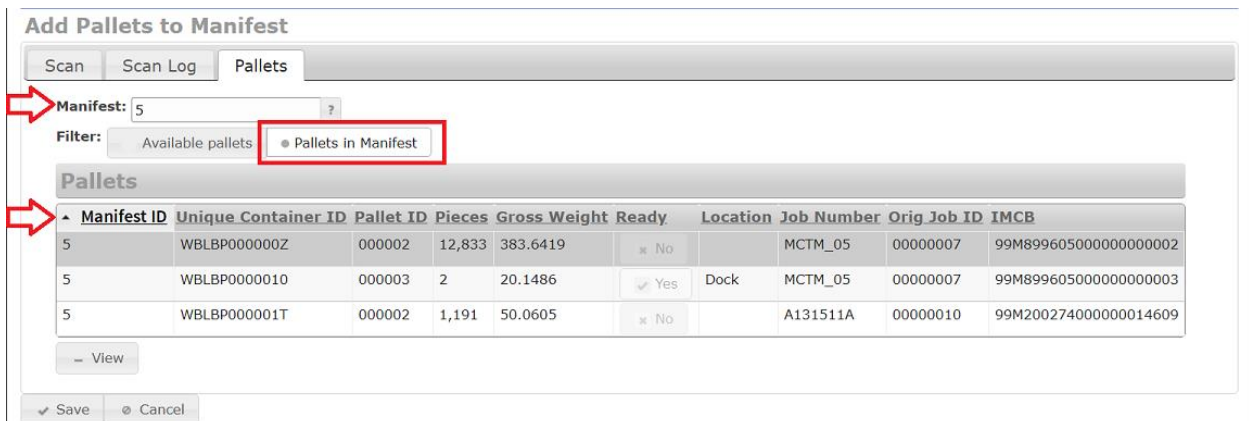 Add Pallets to Manifest
Scan Scan Log Pallets
Manifest: 5 ?
Filter: Available pallets Pallets in Manifest
Pallets
Manifest ID Unique Container ID Pallet ID Pieces Gross Weight Ready Location Job Number Orig Job ID IMCB
5 WBLBP000000Z 000002 12,833 383.6419 No MCTM_05 00000007 99M899605000000000002
5 WBLBP0000010 000003 2 20.1486 Yes Dock MCTM_05 00000007 99M899605000000000003
5 WBLBP000001T 000002 1,191 50.0605 No A131511A 00000010 99M200274000000014609
View
Save Cancel